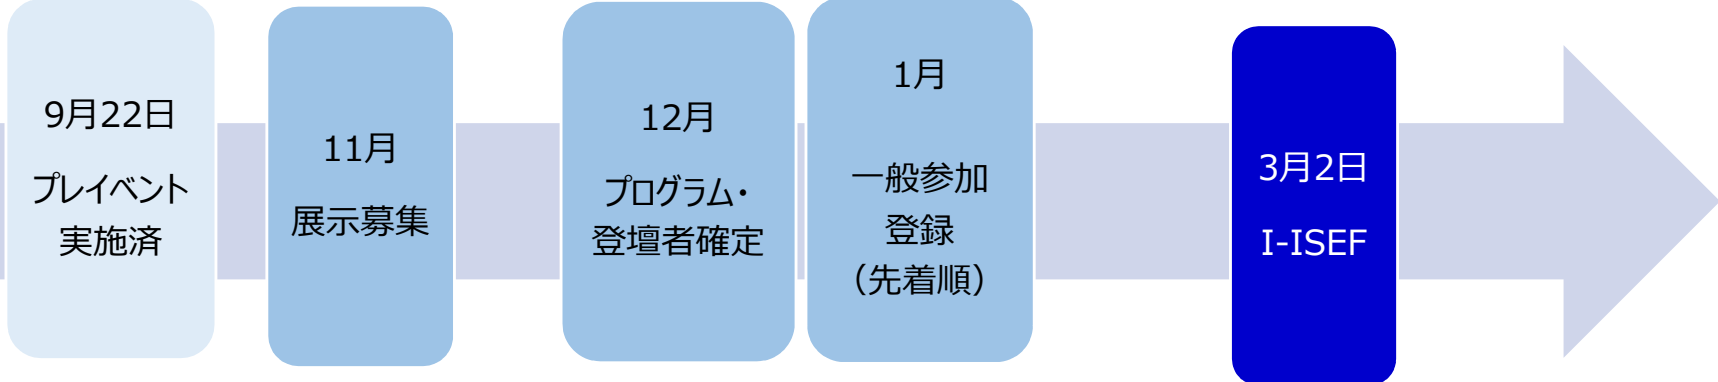 9月22日
プレイベント
実施済
11月
展示募集
12月
プログラム・
登壇者確定
1月
一般参加
登録
（先着順）
3月2日
I-ISEF